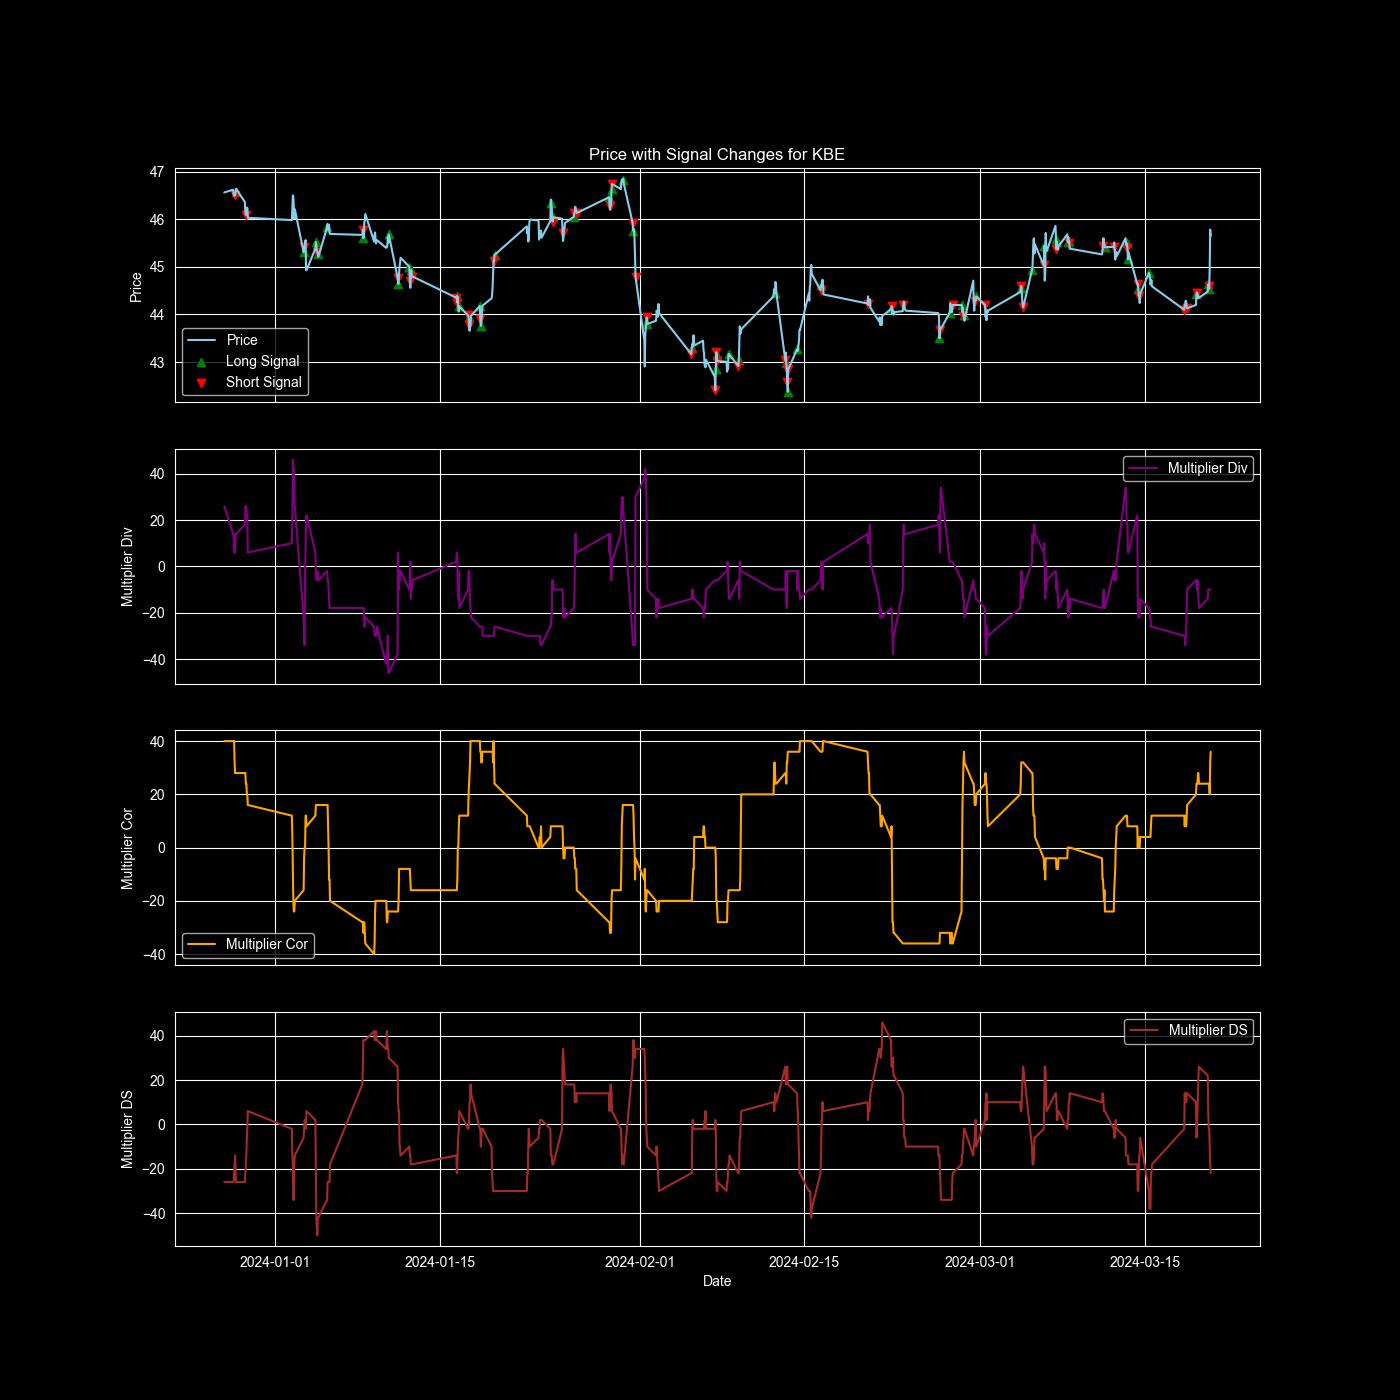 Price with Signal Changes for KBE
47
46
45
44
43
Price
Price
Long Signal
Short Signal
40
20
0
−20
−40
Multiplier Div
Multiplier Div
40
20
0
−20
−40
Multiplier Cor
Multiplier Cor
40
20
0
−20
−40
Multiplier DS
Multiplier DS
2024-01-01 2024-01-15 2024-02-01 2024-02-15 2024-03-01 2024-03-15
Date